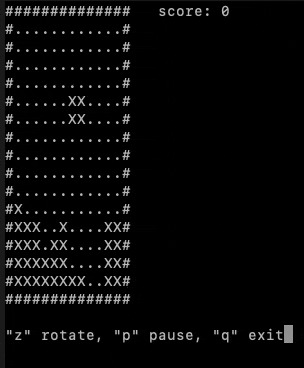 ##############   score: 0
#............#
#............#
#............#
#............#
#......XX....#
#......XX....#
#............#
#............#
#............#
#............#
#X...........#
#XXX..X....XX#
#XXX.XX....XX#
#XXXXXX....XX#
#XXXXXXXX..XX#
##############

"z" rotate, "p" pause, "q" exit